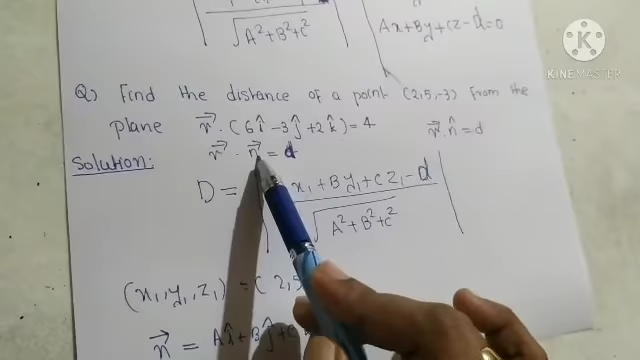 √A²+B²+C²
Ax+By+Cz-d=0
KINEMASTER
Q) Find the distance of a point (2,5,-3) from the
plane r⃗.(6î-3ĵ+2k̂)=4 r⃗.n̂=d
Solution: r⃗.n⃗=d
D= x₁+By₁+Cz₁-d
√A²+B²+C²
(x₁,y₁,z₁)=(2,5
n⃗=Aî+Bĵ+C